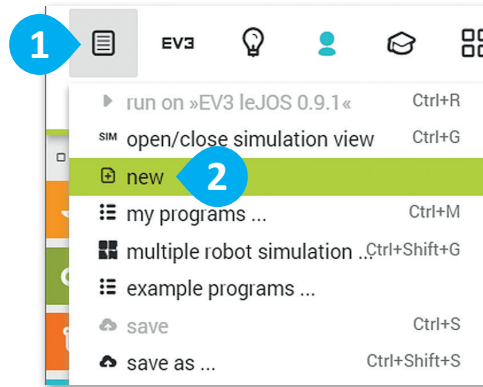 1
EV3
run on »EV3 leJOS 0.9.1« Ctrl+R
SIM open/close simulation view Ctrl+G
new 2
my programs ... Ctrl+M
multiple robot simulation ... Ctrl+Shift+G
example programs ...
save Ctrl+S
save as ... Ctrl+Shift+S